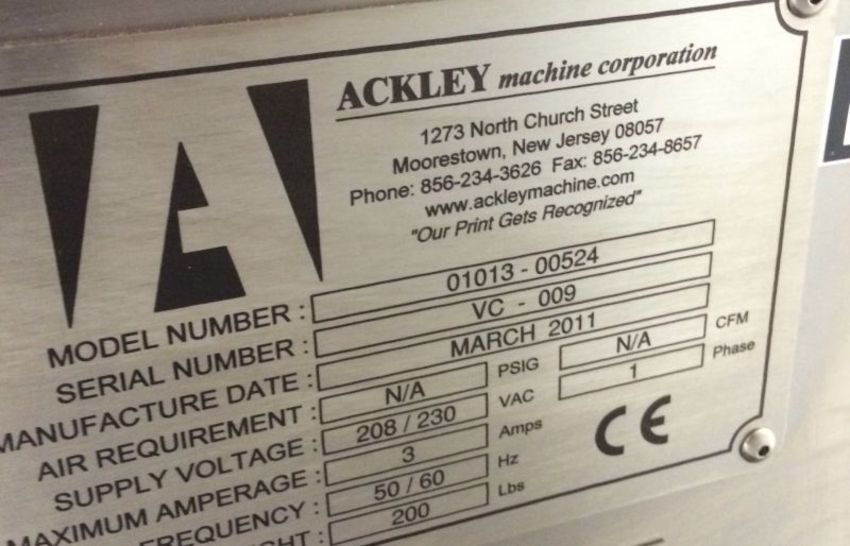 ACKLEY machine corporation
1273 North Church Street
Moorestown, New Jersey 08057
Phone: 856-234-3626 Fax: 856-234-8657
www.ackleymachine.com
"Our Print Gets Recognized"
MODEL NUMBER : 01013 - 00524
SERIAL NUMBER : VC - 009
MANUFACTURE DATE : MARCH 2011
AIR REQUIREMENT : N/A PSIG N/A CFM
SUPPLY VOLTAGE : 208 / 230 VAC 1 Phase
MAXIMUM AMPERAGE : 3 Amps
FREQUENCY : 50 / 60 Hz
200 Lbs
CE